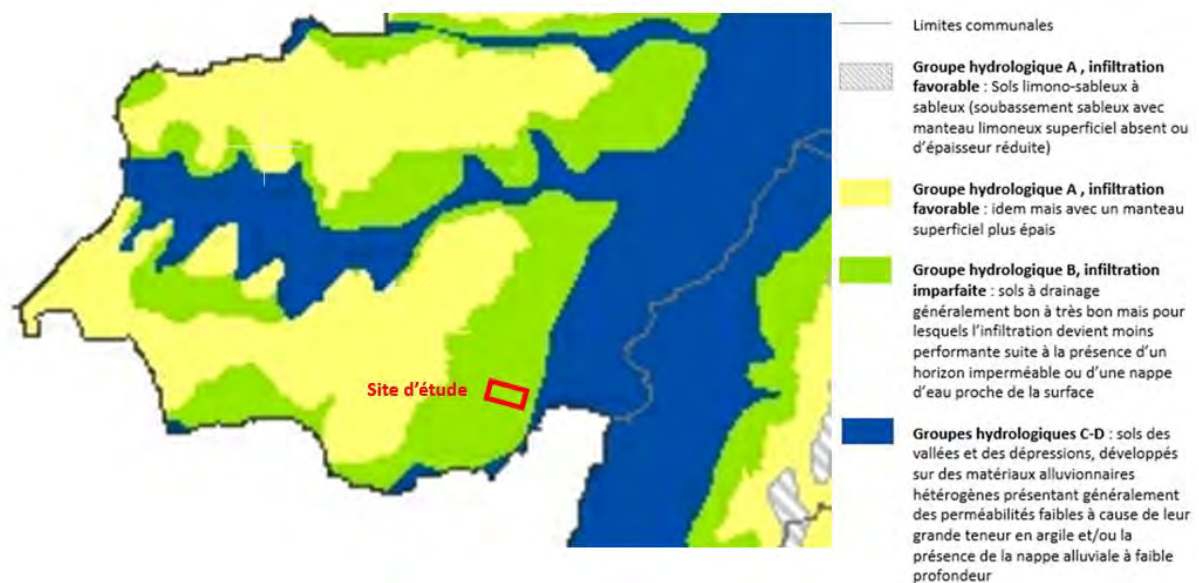 Limites communales
Groupe hydrologique A , infiltration
favorable : Sols limono-sableux à
sableux (soubassement sableux avec
manteau limoneux superficiel absent ou
d'épaisseur réduite)
Groupe hydrologique A , infiltration
favorable : idem mais avec un manteau
superficiel plus épais
Groupe hydrologique B, infiltration
imparfaite : sols à drainage
généralement bon à très bon mais pour
lesquels l'infiltration devient moins
performante suite à la présence d'un
horizon imperméable ou d'une nappe
d'eau proche de la surface
Site d'étude
Groupes hydrologiques C-D : sols des
vallées et des dépressions, développés
sur des matériaux alluvionnaires
hétérogènes présentant généralement
des perméabilités faibles à cause de leur
grande teneur en argile et/ou la
présence de la nappe alluviale à faible
profondeur